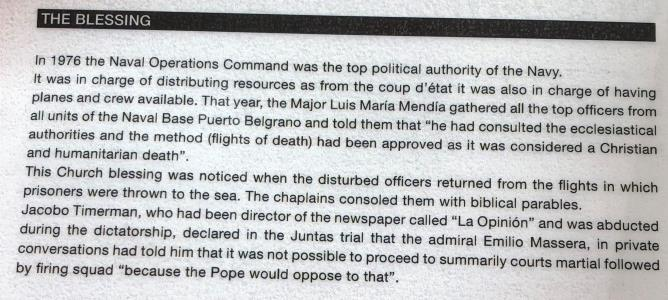 THE BLESSING
In 1976 the Naval Operations Command was the top political authority of the Navy.
It was in charge of distributing resources as from the coup d'état it was also in charge of having
planes and crew available. That year, the Major Luis María Mendía gathered all the top officers from
all units of the Naval Base Puerto Belgrano and told them that “he had consulted the ecclesiastical
authorities and the method (flights of death) had been approved as it was considered a Christian
and humanitarian death”.
This Church blessing was noticed when the disturbed officers returned from the flights in which
prisoners were thrown to the sea. The chaplains consoled them with biblical parables.
Jacobo Timerman, who had been director of the newspaper called “La Opinión” and was abducted
during the dictatorship, declared in the Juntas trial that the admiral Emilio Massera, in private
conversations had told him that it was not possible to proceed to summarily courts martial followed
by firing squad “because the Pope would oppose to that”.